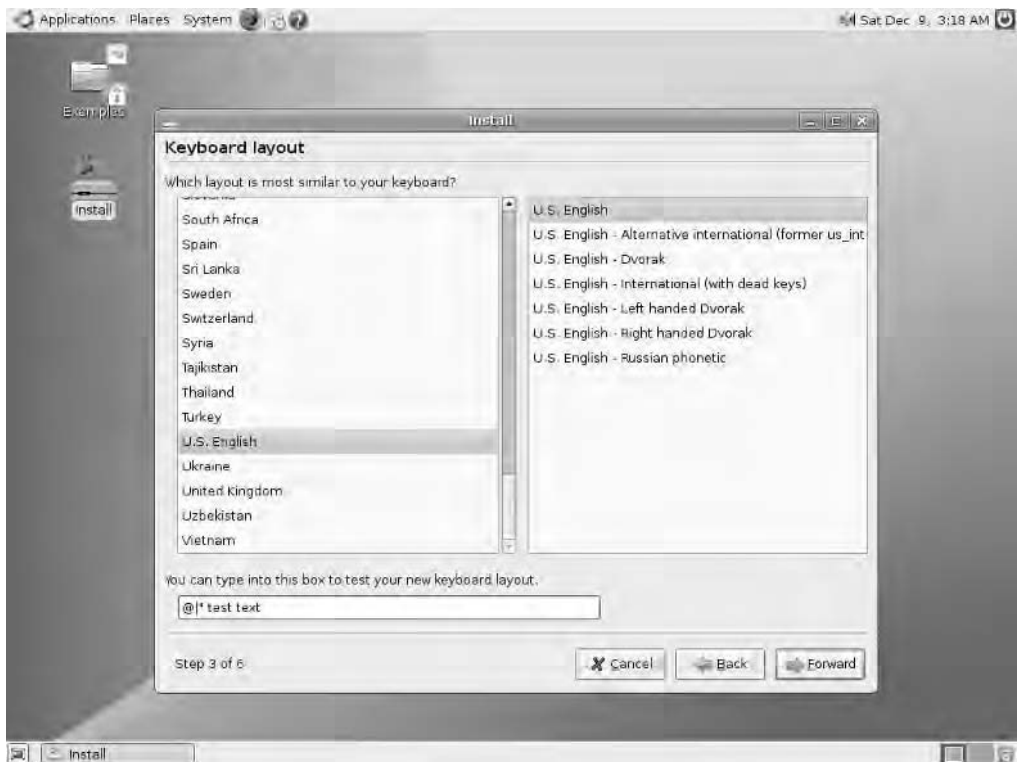 Applications Places System
Sat Dec 9, 3:18 AM
Examples
Install
Install
Keyboard layout
Which layout is most similar to your keyboard?
Slovenia
South Africa
Spain
Sri Lanka
Sweden
Switzerland
Syria
Tajikistan
Thailand
Turkey
U.S. English
Ukraine
United Kingdom
Uzbekistan
Vietnam
U.S. English
U.S. English - Alternative international (former us_int
U.S. English - Dvorak
U.S. English - International (with dead keys)
U.S. English - Left handed Dvorak
U.S. English - Right handed Dvorak
U.S. English - Russian phonetic
You can type into this box to test your new keyboard layout.
@|* test text
Step 3 of 6
Cancel Back Forward
Install